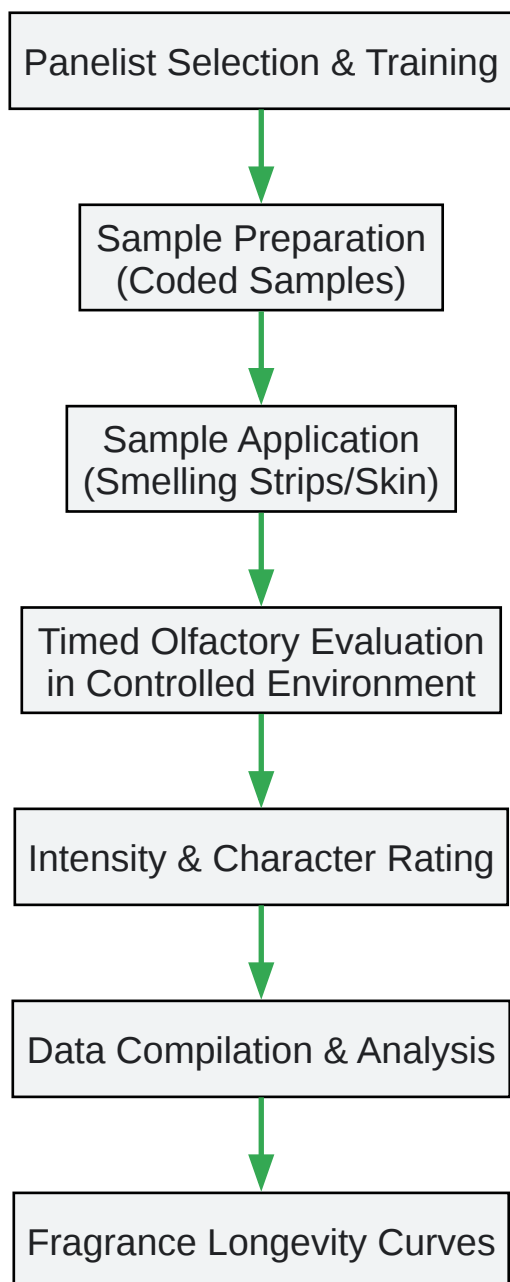 Panelist Selection & Training
Sample Preparation
(Coded Samples)
Sample Application
(Smelling Strips/Skin)
Timed Olfactory Evaluation
in Controlled Environment
Intensity & Character Rating
Data Compilation & Analysis
Fragrance Longevity Curves